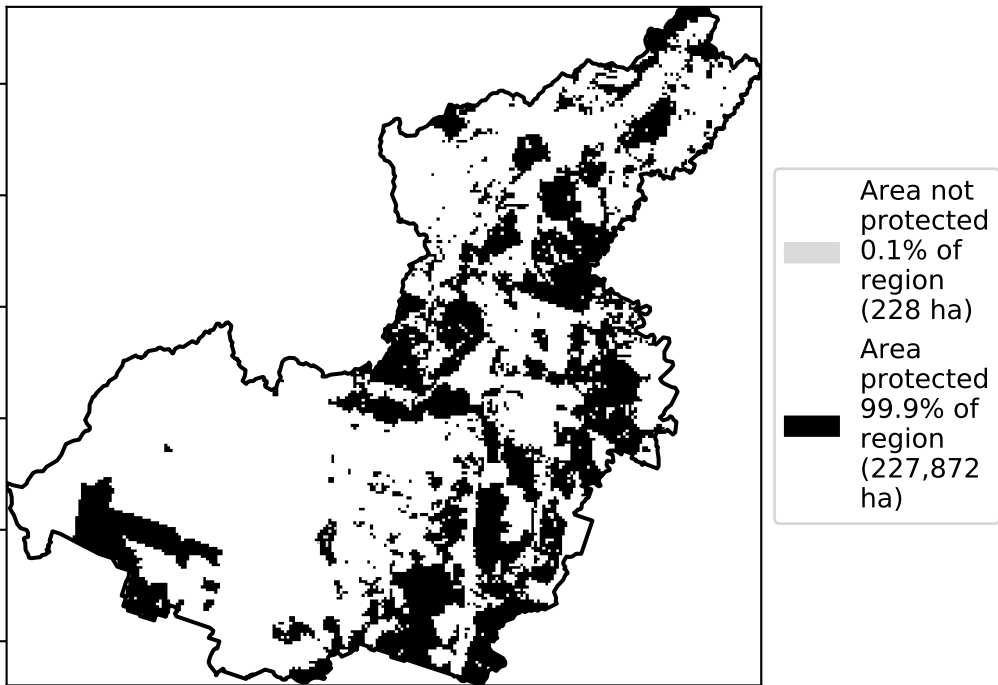 Area not
protected
0.1% of
region
(228 ha)
Area
protected
99.9% of
region
(227,872
ha)